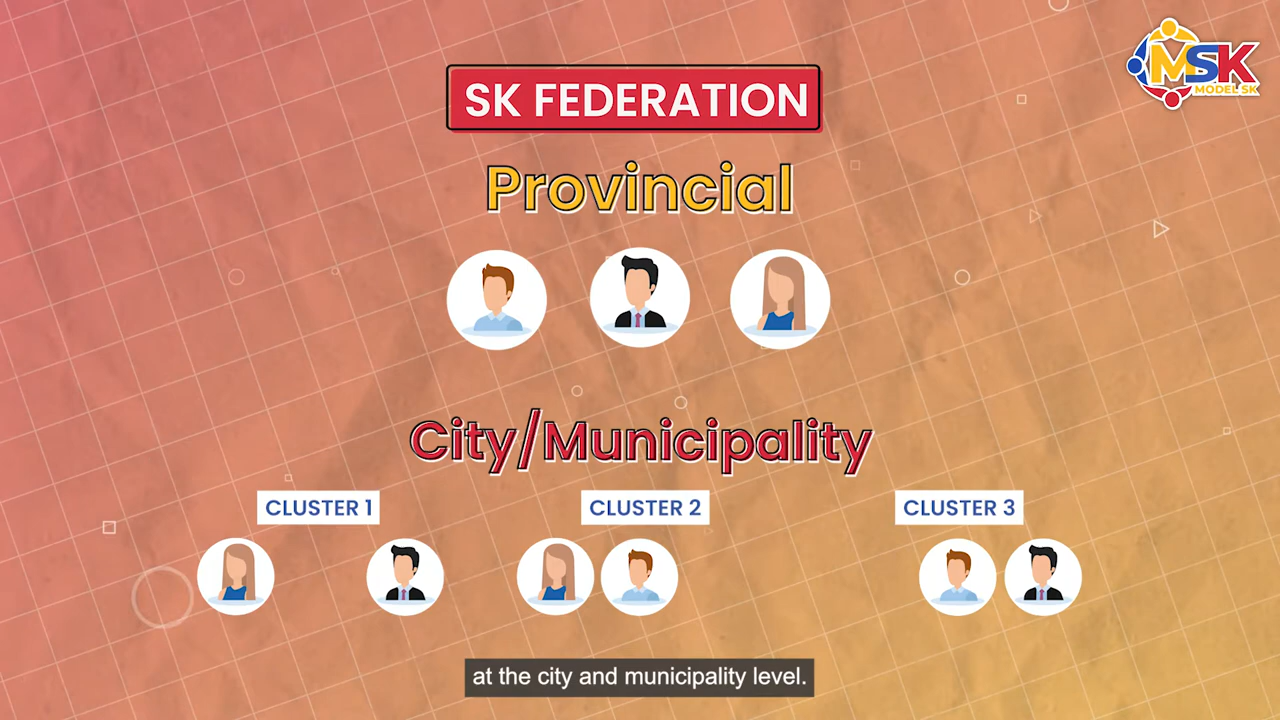 MSK
MODEL SK
SK FEDERATION
Provincial
City/Municipality
CLUSTER 1
CLUSTER 2
CLUSTER 3
at the city and municipality level.